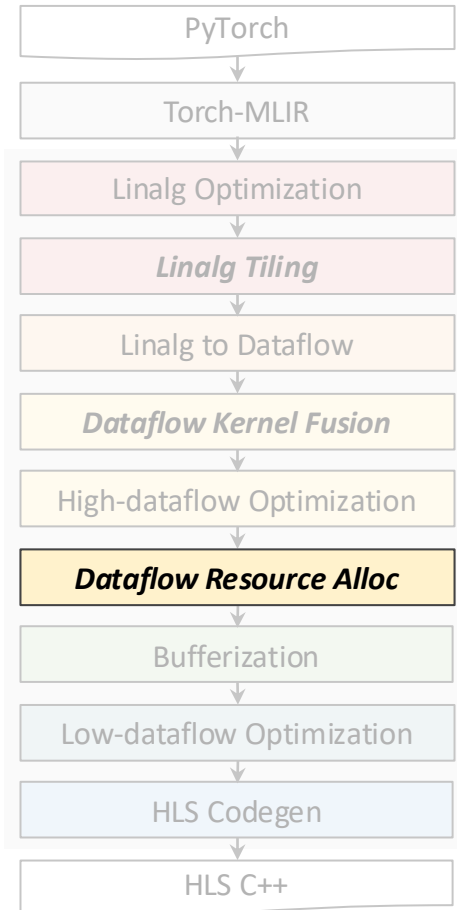 PyTorch
Torch-MLIR
Linalg Optimization
Linalg Tiling
Linalg to Dataflow
Dataflow Kernel Fusion
High-dataflow Optimization
Dataflow Resource Alloc
Bufferization
Low-dataflow Optimization
HLS Codegen
HLS C++